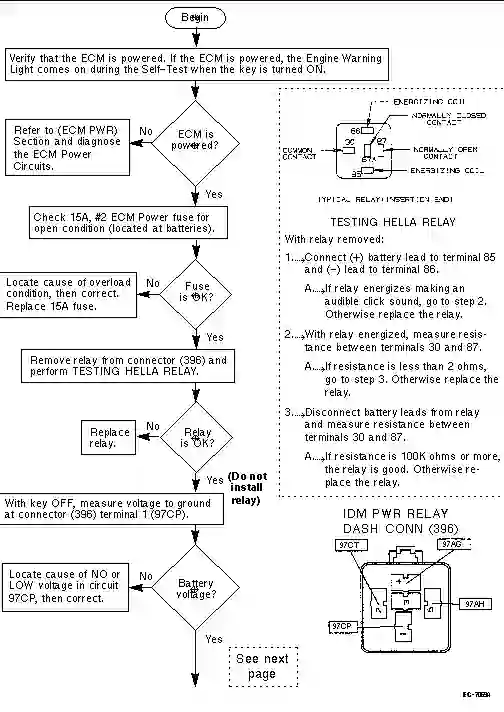 Begin
Verify that the ECM is powered. If the ECM is powered, the Engine Warning
Light comes on during the Self-Test when the key is turned ON.
ECM is
powered?
No
Refer to (ECM PWR)
Section and diagnose
the ECM Power
Circuits.
Yes
Check 15A, #2 ECM Power fuse for
open condition (located at batteries).
Fuse
is OK?
No
Locate cause of overload
condition, then correct.
Replace 15A fuse.
Yes
Remove relay from connector (396) and
perform TESTING HELLA RELAY.
Relay
is OK?
No
Replace
relay.
Yes
(Do not
install
relay)
With key OFF, measure voltage to ground
at connector (396) terminal 1 (97CP).
Battery
voltage?
No
Locate cause of NO or
LOW voltage in circuit
97CP, then correct.
Yes
See next
page
ENERGIZING COIL
NORMALLY CLOSED
CONTACT
86
87
30
87A
85
COMMON
CONTACT
NORMALLY OPEN
CONTACT
ENERGIZING COIL
TYPICAL RELAY (INSERTION END)
TESTING HELLA RELAY
With relay removed:
1....Connect (+) battery lead to terminal 85
and (-) lead to terminal 86.
A....If relay energizes making an
audible click sound, go to step 2.
Otherwise replace the relay.
2....With relay energized, measure resis-
tance between terminals 30 and 87.
A....If resistance is less than 2 ohms,
go to step 3. Otherwise replace the
relay.
3....Disconnect battery leads from relay
and measure resistance between
terminals 30 and 87.
A....If resistance is 100K ohms or more,
the relay is good. Otherwise re-
place the relay.
IDM PWR RELAY
DASH CONN (396)
97CT
97AG
4
2
3
5
1
97AH
97CP